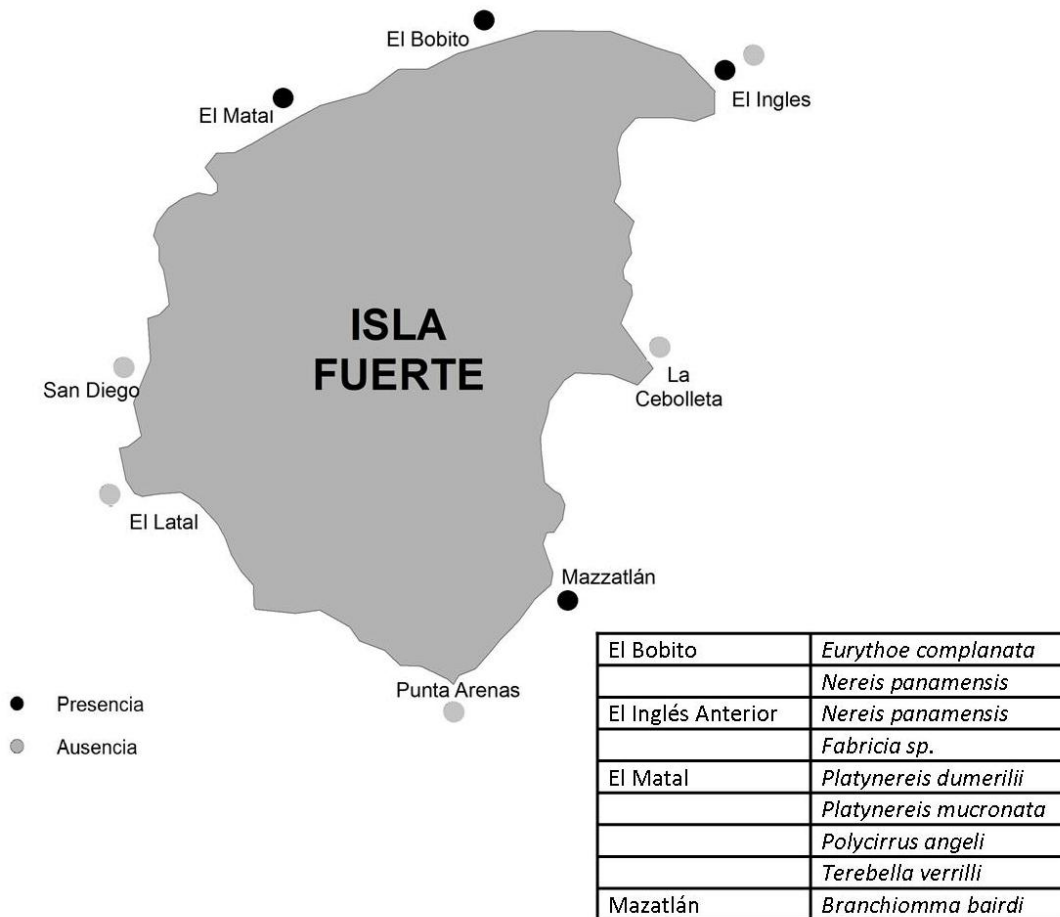 El Bobito
El Matal
El Ingles
ISLA
FUERTE
La
Cebolleta
San Diego
El Latal
Mazzatlán
Punta Arenas
Presencia
Ausencia
El Bobito Eurythoe complanata
Nereis panamensis
El Inglés Anterior Nereis panamensis
Fabricia sp.
El Matal Platynereis dumerilii
Platynereis mucronata
Polycirrus angeli
Terebella verrilli
Mazatlán Branchiomma bairdi